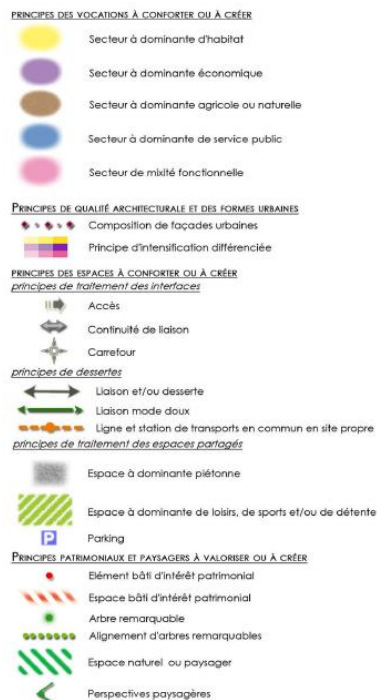 PRINCIPES DES VOCATIONS À CONFORTER OU À CRÉER
Secteur à dominante d'habitat
Secteur à dominante économique
Secteur à dominante agricole ou naturelle
Secteur à dominante de service public
Secteur de mixité fonctionnelle
PRINCIPES DE QUALITÉ ARCHITECTURALE ET DES FORMES URBAINES
Composition de façades urbaines
Principe d'intensification différenciée
PRINCIPES DES ESPACES À CONFORTER OU À CRÉER
principes de traitement des interfaces
Accès
Continuité de liaison
Carrefour
principes de dessertes
Liaison et/ou desserte
Liaison mode doux
Ligne et station de transports en commun en site propre
principes de traitement des espaces partagés
Espace à dominante piétonne
Espace à dominante de loisirs, de sports et/ou de détente
P Parking
PRINCIPES PATRIMONIAUX ET PAYSAGERS À VALORISER OU À CRÉER
Elément bâti d'intérêt patrimonial
Espace bâti d'intérêt patrimonial
Arbre remarquable
Alignement d'arbres remarquables
Espace naturel ou paysager
Perspectives paysagères